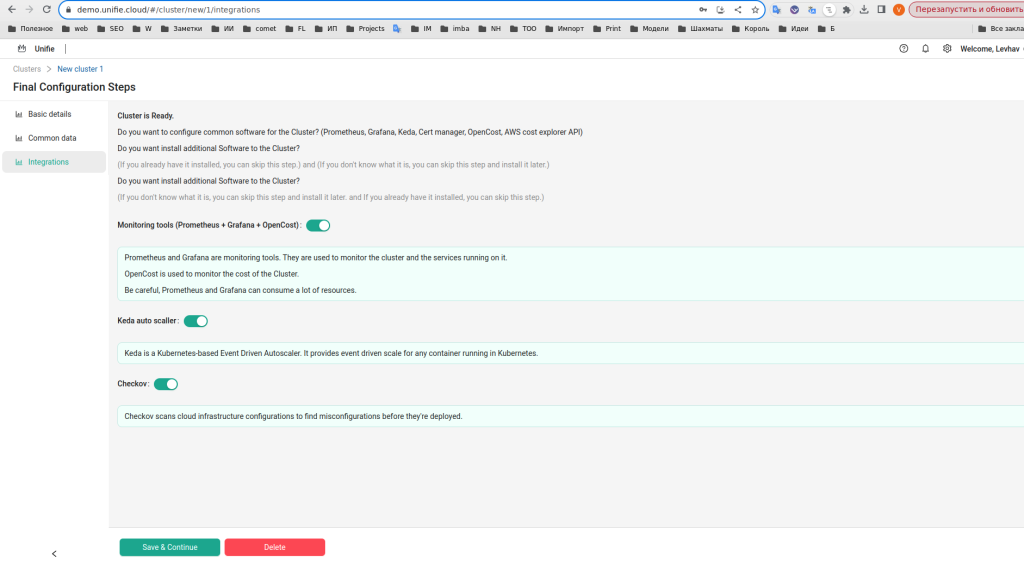 demo.unifie.cloud/#/cluster/new/1/integrations
Перезапустить и обновить
Полезное web SEO W Заметки ИИ comet FL ИП Projects IM imba NH ТОО Импорт Print Модели Шахматы Король Идеи Б Все закла
Unifie
Welcome, Levhav
Clusters > New cluster 1
Final Configuration Steps
Basic details
Common data
Integrations
Cluster is Ready.
Do you want to configure common software for the Cluster? (Prometheus, Grafana, Keda, Cert manager, OpenCost, AWS cost explorer API)
Do you want install additional Software to the Cluster?
(If you already have it installed, you can skip this step.) and (If you don't know what it is, you can skip this step and install it later.)
Do you want install additional Software to the Cluster?
(If you don't know what it is, you can skip this step and install it later. and If you already have it installed, you can skip this step.)
Monitoring tools (Prometheus + Grafana + OpenCost) :
Prometheus and Grafana are monitoring tools. They are used to monitor the cluster and the services running on it.
OpenCost is used to monitor the cost of the Cluster.
Be careful, Prometheus and Grafana can consume a lot of resources.
Keda auto scaller :
Keda is a Kubernetes-based Event Driven Autoscaler. It provides event driven scale for any container running in Kubernetes.
Checkov :
Checkov scans cloud infrastructure configurations to find misconfigurations before they're deployed.
Save & Continue
Delete